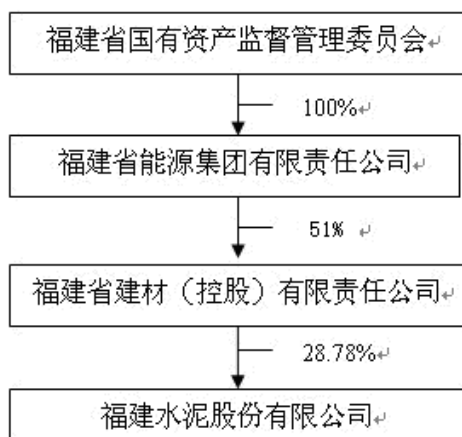 福建省国有资产监督管理委员会
100%
福建省能源集团有限责任公司
51%
福建省建材（控股）有限责任公司
28.78%
福建水泥股份有限公司